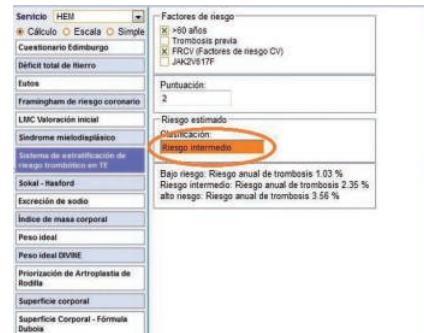 Servicio HEM
Cálculo Escala Simple
Cuestionario Edimburgo
Déficit total de Hierro
Eutos
Framingham de riesgo coronario
LMC Valoración inicial
Síndrome mielodisplásico
Sistema de estratificación de
riesgo trombótico en TE
Sokal - Hasford
Excreción de sodio
Índice de masa corporal
Peso ideal
Peso ideal DIVINE
Priorización de Artroplastia de
Rodilla
Superficie corporal
Superficie Corporal - Fórmula
Dubois
Factores de riesgo
>60 años
Trombosis previa
FRCV (Factores de riesgo CV)
JAK2V617F
Puntuación:
2
Riesgo estimado
Clasificación:
Riesgo intermedio
Bajo riesgo: Riesgo anual de trombosis 1.03 %
Riesgo intermedio: Riesgo anual de trombosis 2.35 %
alto riesgo: Riesgo anual de trombosis 3.56 %